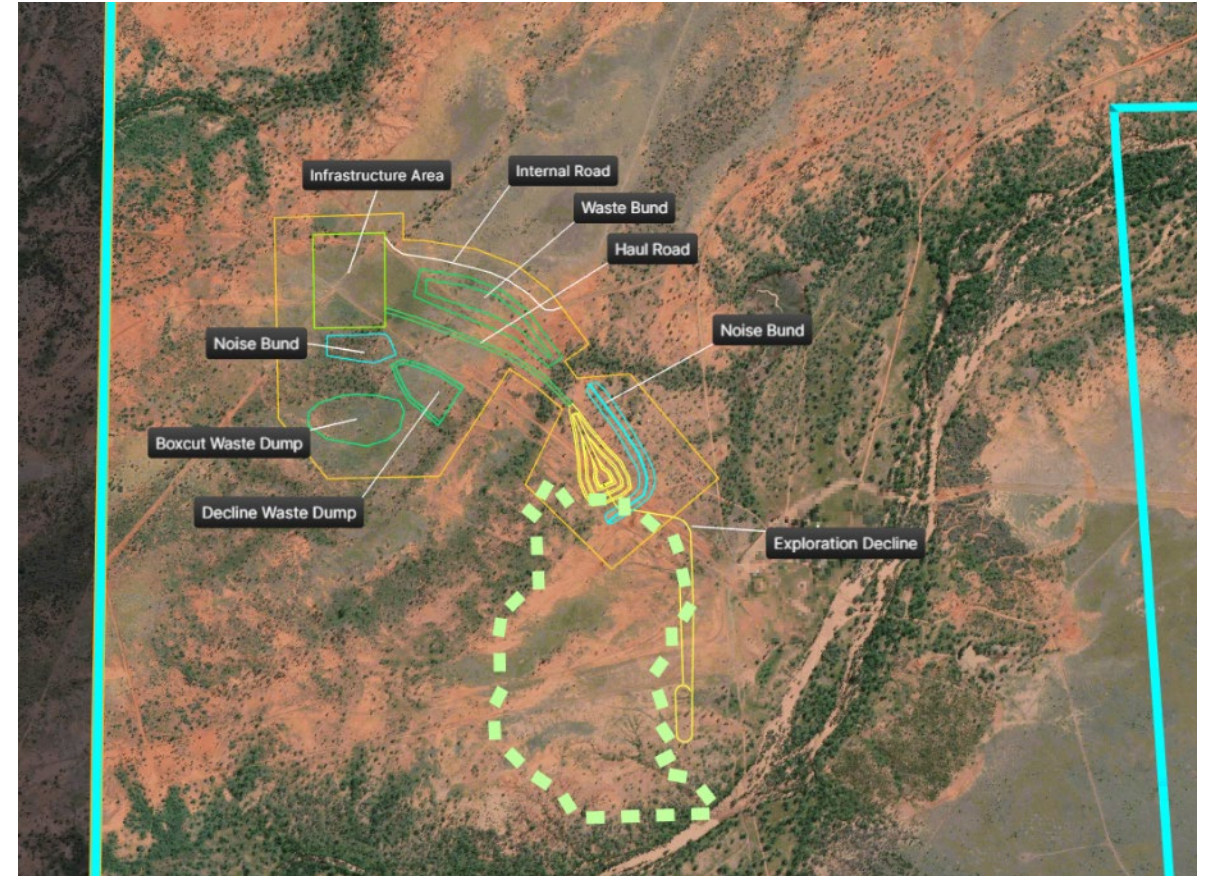 Infrastructure Area
Internal Road
Waste Bund
Haul Road
Noise Bund
Noise Bund
Boxcut Waste Dump
Decline Waste Dump
Exploration Decline